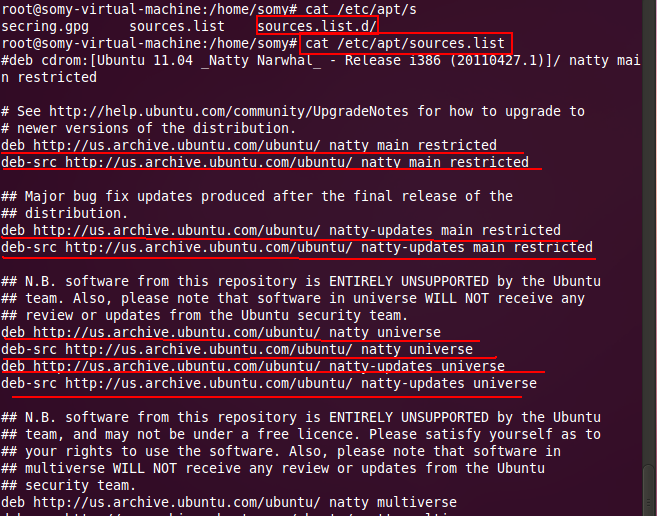 root@somy-virtual-machine:/home/somy# cat /etc/apt/s
secring.gpg     sources.list    sources.list.d/
root@somy-virtual-machine:/home/somy# cat /etc/apt/sources.list
#deb cdrom:[Ubuntu 11.04 _Natty Narwhal_ - Release i386 (20110427.1)]/ natty mai
n restricted
# See http://help.ubuntu.com/community/UpgradeNotes for how to upgrade to
# newer versions of the distribution.
deb http://us.archive.ubuntu.com/ubuntu/ natty main restricted
deb-src http://us.archive.ubuntu.com/ubuntu/ natty main restricted
## Major bug fix updates produced after the final release of the
## distribution.
deb http://us.archive.ubuntu.com/ubuntu/ natty-updates main restricted
deb-src http://us.archive.ubuntu.com/ubuntu/ natty-updates main restricted
## N.B. software from this repository is ENTIRELY UNSUPPORTED by the Ubuntu
## team. Also, please note that software in universe WILL NOT receive any
## review or updates from the Ubuntu security team.
deb http://us.archive.ubuntu.com/ubuntu/ natty universe
deb-src http://us.archive.ubuntu.com/ubuntu/ natty universe
deb http://us.archive.ubuntu.com/ubuntu/ natty-updates universe
deb-src http://us.archive.ubuntu.com/ubuntu/ natty-updates universe
## N.B. software from this repository is ENTIRELY UNSUPPORTED by the Ubuntu
## team, and may not be under a free licence. Please satisfy yourself as to
## your rights to use the software. Also, please note that software in
## multiverse WILL NOT receive any review or updates from the Ubuntu
## security team.
deb http://us.archive.ubuntu.com/ubuntu/ natty multiverse